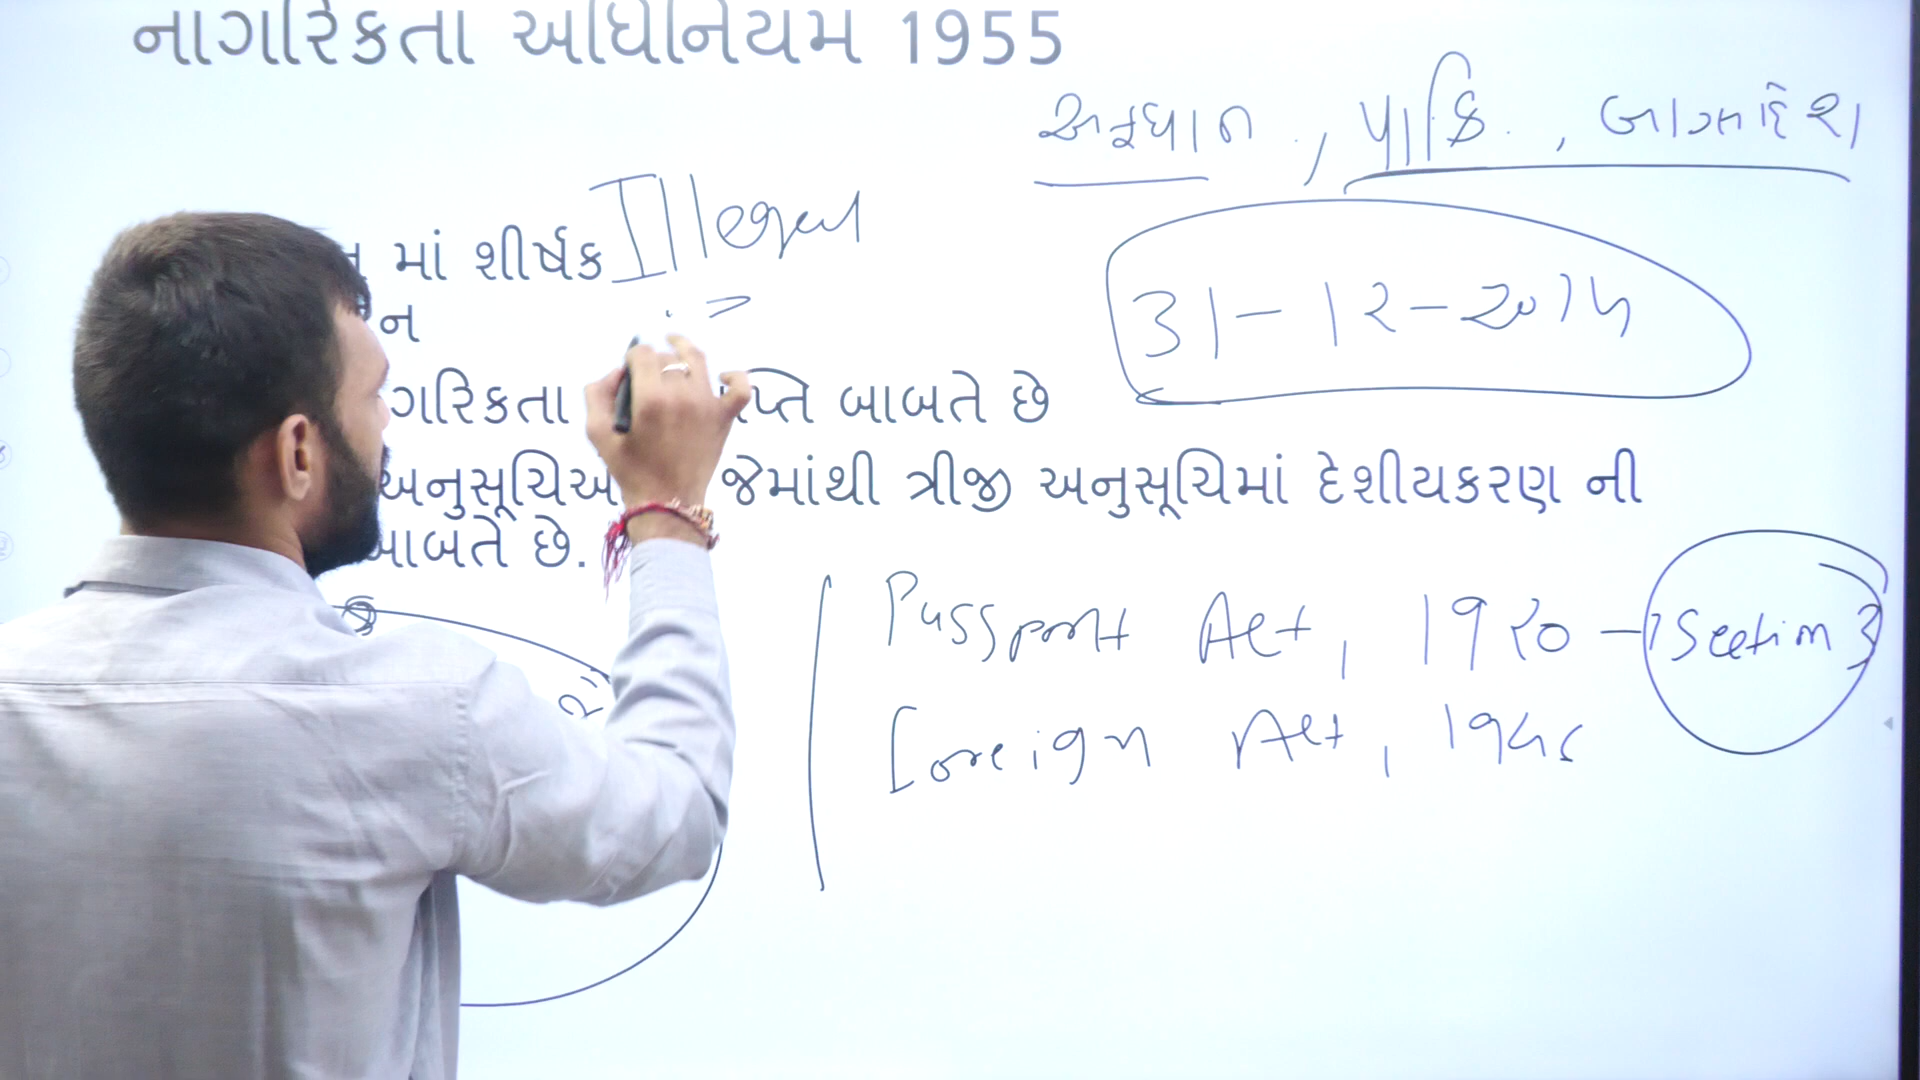 નાગરિકતા અધિનિયમ 1955
અફઘાન , પાકિ. , બાંગ્લાદેશ
માં શીર્ષક Illegal
ન
31-12-2014
ગરિકતા પ્તિ બાબતે છે
અનુસૂચિઓ જેમાંથી ત્રીજી અનુસૂચિમાં દેશીયકરણ ની
બાબતે છે.
Passport Act, 1920 - Section 3
Foreign Act, 1946